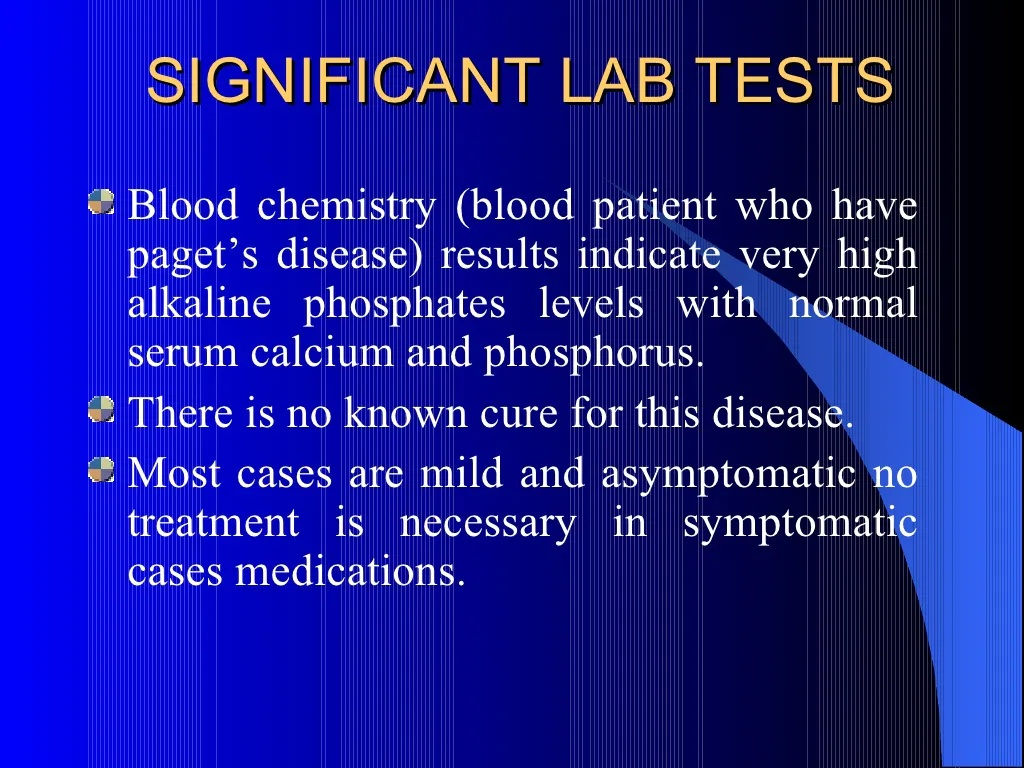 SIGNIFICANT LAB TESTS
Blood chemistry (blood patient who have
paget’s disease) results indicate very high
alkaline phosphates levels with normal
serum calcium and phosphorus.
There is no known cure for this disease.
Most cases are mild and asymptomatic no
treatment is necessary in symptomatic
cases medications.